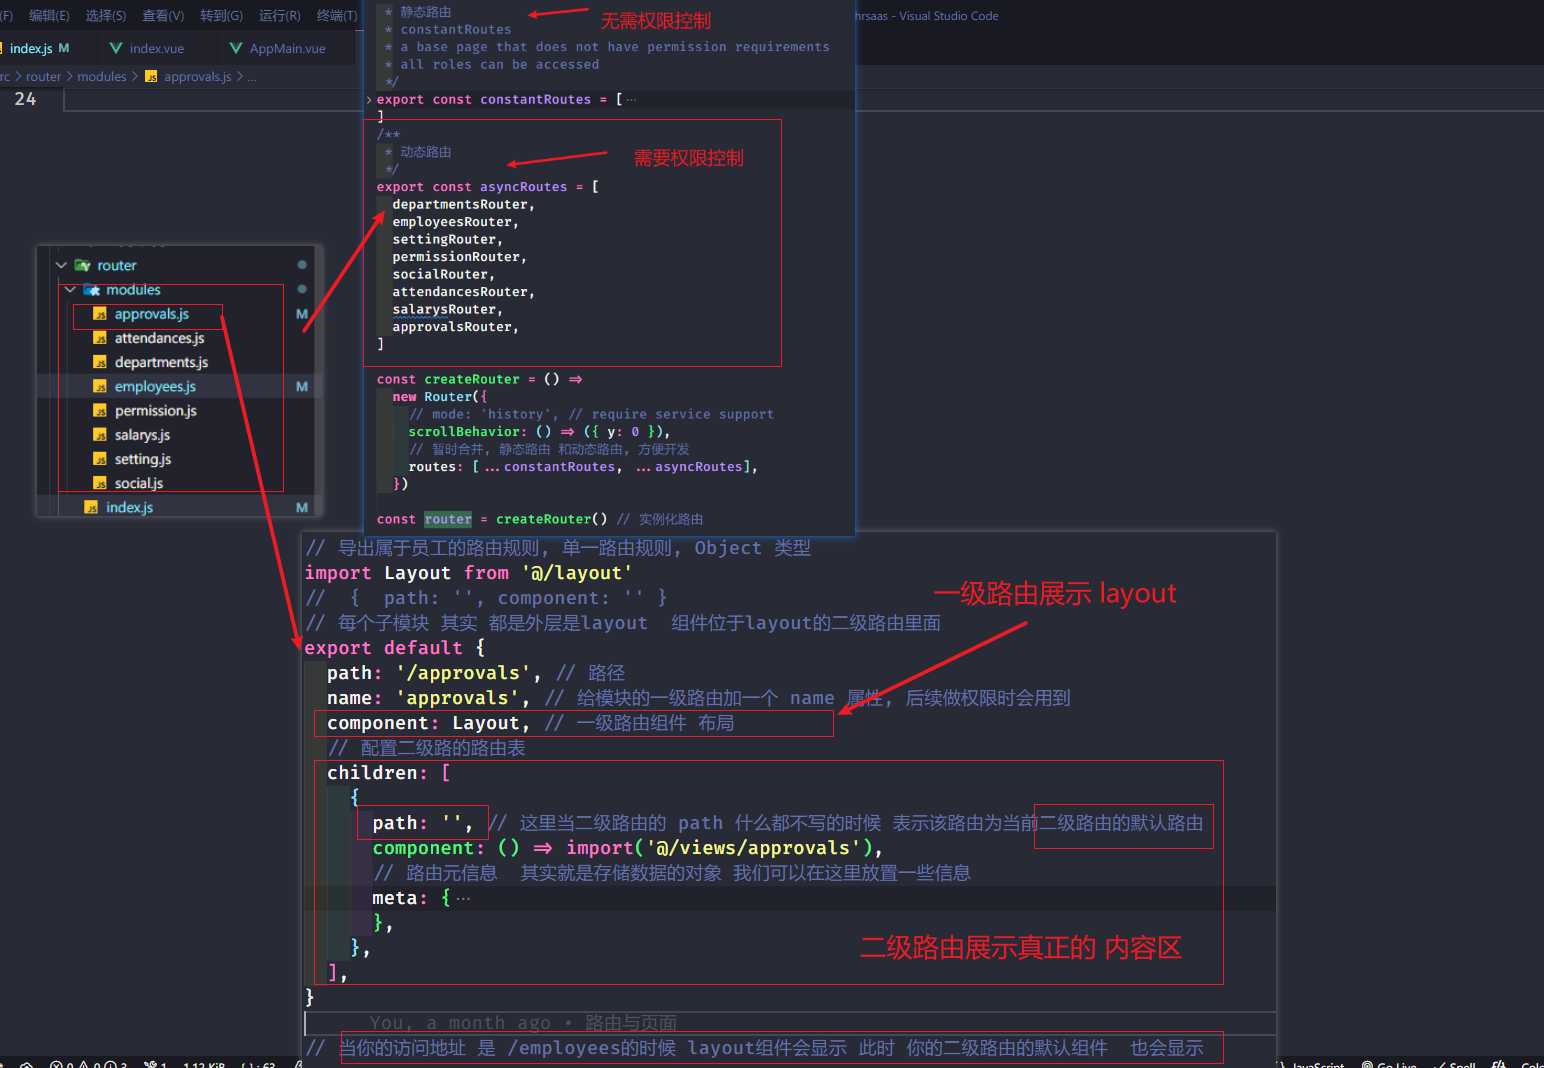 (F) 编辑(E) 选择(S) 查看(V) 转到(G) 运行(R) 终端(T)
hrsaas - Visual Studio Code
index.js M index.vue AppMain.vue
rc > router > modules > approvals.js > ...
24
* 静态路由
无需权限控制
* constantRoutes
* a base page that does not have permission requirements
* all roles can be accessed
*/
export const constantRoutes = [ ...
]
/**
* 动态路由
需要权限控制
*/
export const asyncRoutes = [
departmentsRouter,
employeesRouter,
settingRouter,
permissionRouter,
socialRouter,
attendancesRouter,
salarysRouter,
approvalsRouter,
]
const createRouter = () ⇒
new Router({
// mode: 'history', // require service support
scrollBehavior: () ⇒ ({ y: 0 }),
// 暂时合并, 静态路由 和动态路由, 方便开发
routes: [ ...constantRoutes, ...asyncRoutes],
})
const router = createRouter() // 实例化路由
router
modules
approvals.js M
attendances.js
departments.js
employees.js M
permission.js
salarys.js
setting.js
social.js
index.js M
// 导出属于员工的路由规则, 单一路由规则, Object 类型
import Layout from '@/layout'
// { path: '', component: '' }
一级路由展示 layout
// 每个子模块 其实 都是外层是layout 组件位于layout的二级路由里面
export default {
path: '/approvals', // 路径
name: 'approvals', // 给模块的一级路由加一个 name 属性, 后续做权限时会用到
component: Layout, // 一级路由组件 布局
// 配置二级路的路由表
children: [
{
path: '', // 这里当二级路由的 path 什么都不写的时候 表示该路由为当前二级路由的默认路由
component: () ⇒ import('@/views/approvals'),
// 路由元信息 其实就是存储数据的对象 我们可以在这里放置一些信息
meta: { ...
},
},
二级路由展示真正的 内容区
],
}
You, a month ago • 路由与页面
// 当你的访问地址 是 /employees的时候 layout组件会显示 此时 你的二级路由的默认组件 也会显示
JavaScript Go Live Spell